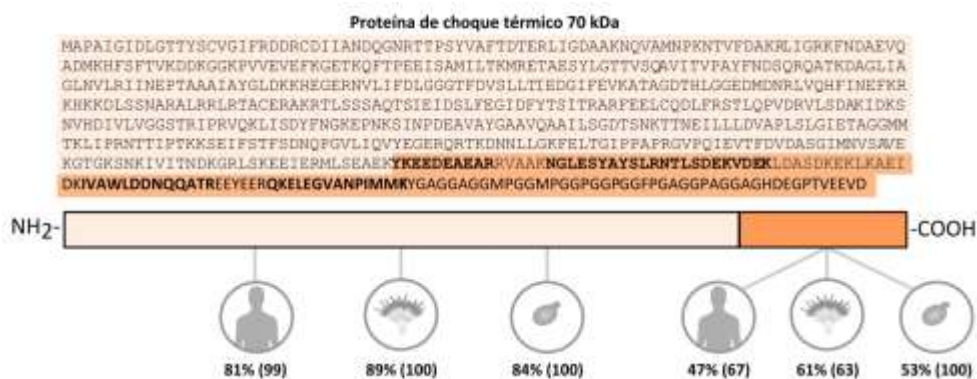 Proteína de choque térmico 70 kDa
MAPAIGIDLGTTYSCVGIFRDDRCDIIANDQGNRTTPSYVAFTDTERLIGDAAKNQVAMNPKNTVFDAKRLIGRKFNDAEVQ
ADMKHFSFTVKDDKGGKPVVEVEFKGETKQFTPEEISAMILTKMRETAESYLGTTVSQAVITVPAYFNDSQRQATKDAGLIA
GLNVLRIINEPTAAAIAYGLDKKHEGERNVLIFDLGGGTFDVSLLTIEDGIFEVKATAGDTHLGGEDMDNRLVQHFINEFKR
KHKKDLSSNARALRRLRTACERAKRTLSSSAQTSIEIDSLFEGIDFYTSITRARFEELCQDLFRSTLQPVDRVLSDAKIDKS
NVHDIVLVGGSTRIPRVQKLISDYFNGKEPNKSINPDEAVAYGAAVQAAILSGDTSNKTTNEILLLDVAPLSLGIETAGGMM
TKLIPRNTTIPTKKSEIFSTFSDNQPGVLIQVYEGERQRTKDNNLLGKFELTGIPPAPRGVPQIEVTFDVDASGIMNVSAVE
KGTGKSNKIVITNDKGRLSKEEIERMLSEAEKYKEEDEAEARRVAAKNGLESYAYSLRNTLSDEKVDEKLDASDKEKLKAEI
DKIVAWLDDNQQATREEYEERQKELEGVANPIMMKYGAGGAGGMPGGMPGGPGGPGGFPGAGGPAGGAGHDEGPTVEEVD
NH2-
-COOH
81% (99)
89% (100)
84% (100)
47% (67)
61% (63)
53% (100)